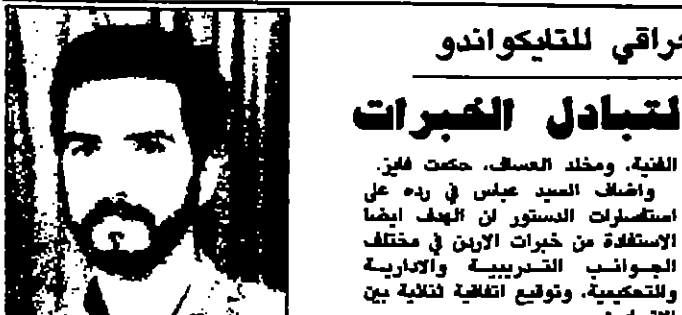 راقي للتايكواندو
لتبادل الخبرات
الفنية، ومخلد العساف، حكمت فايز.
واضاف السيد عباس في رده على
استفسارات الدستور ان الهدف ايضا
الاستفادة من خبرات الاردن في مختلف
الجوانب التدريبية والادارية
والتحكيمية، وتوقيع اتفاقية ثنائية بين